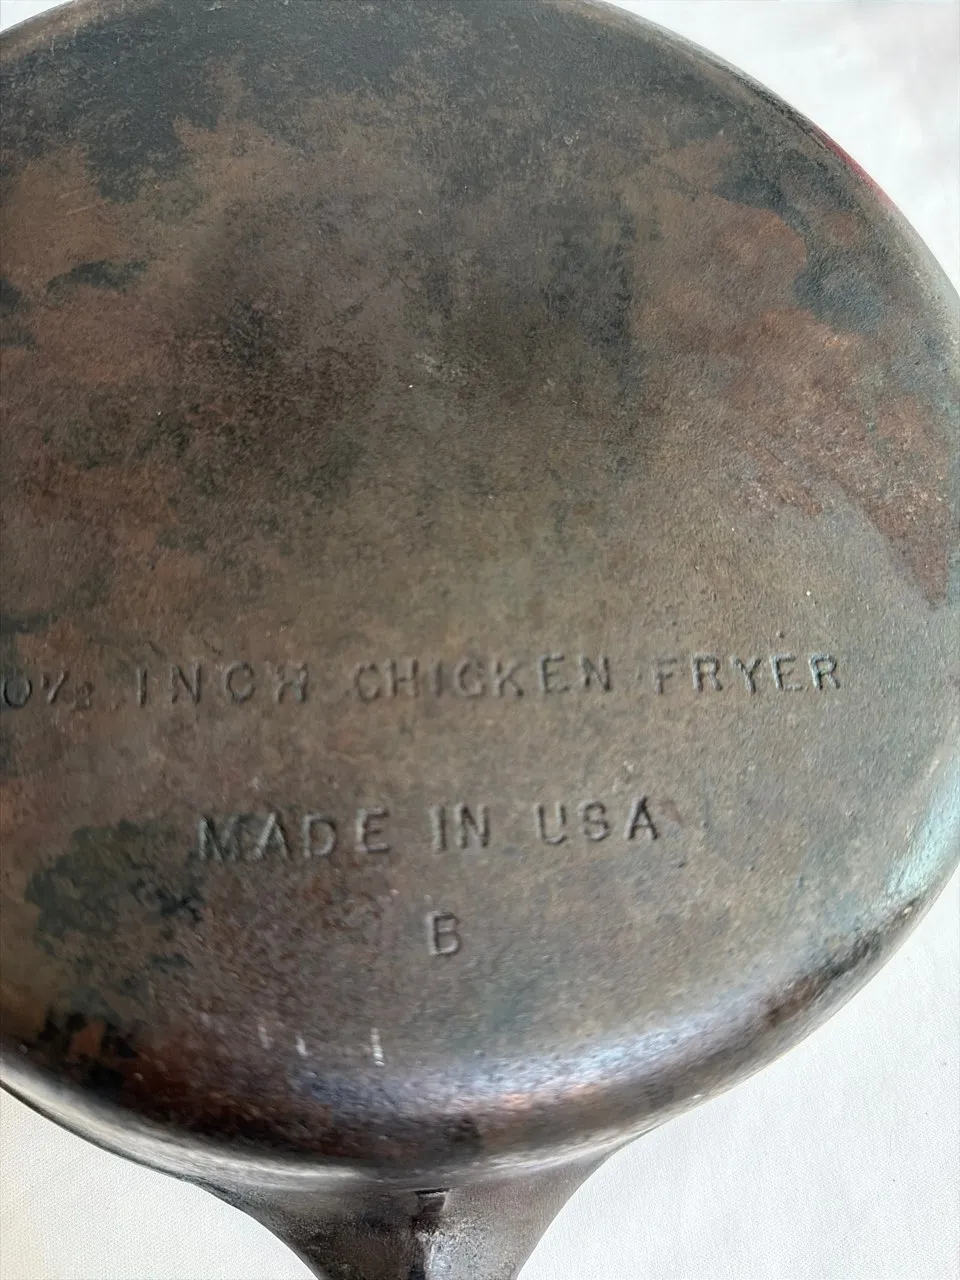 0½ INCH CHICKEN FRYER
MADE IN USA
B